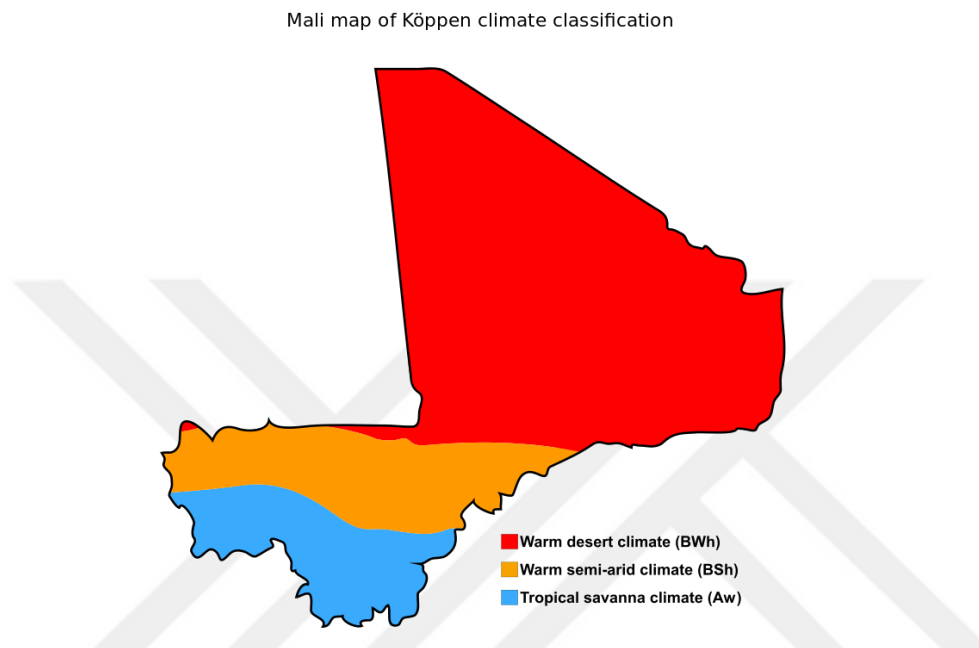 Mali map of Köppen climate classification
Warm desert climate (BWh)
Warm semi-arid climate (BSh)
Tropical savanna climate (Aw)